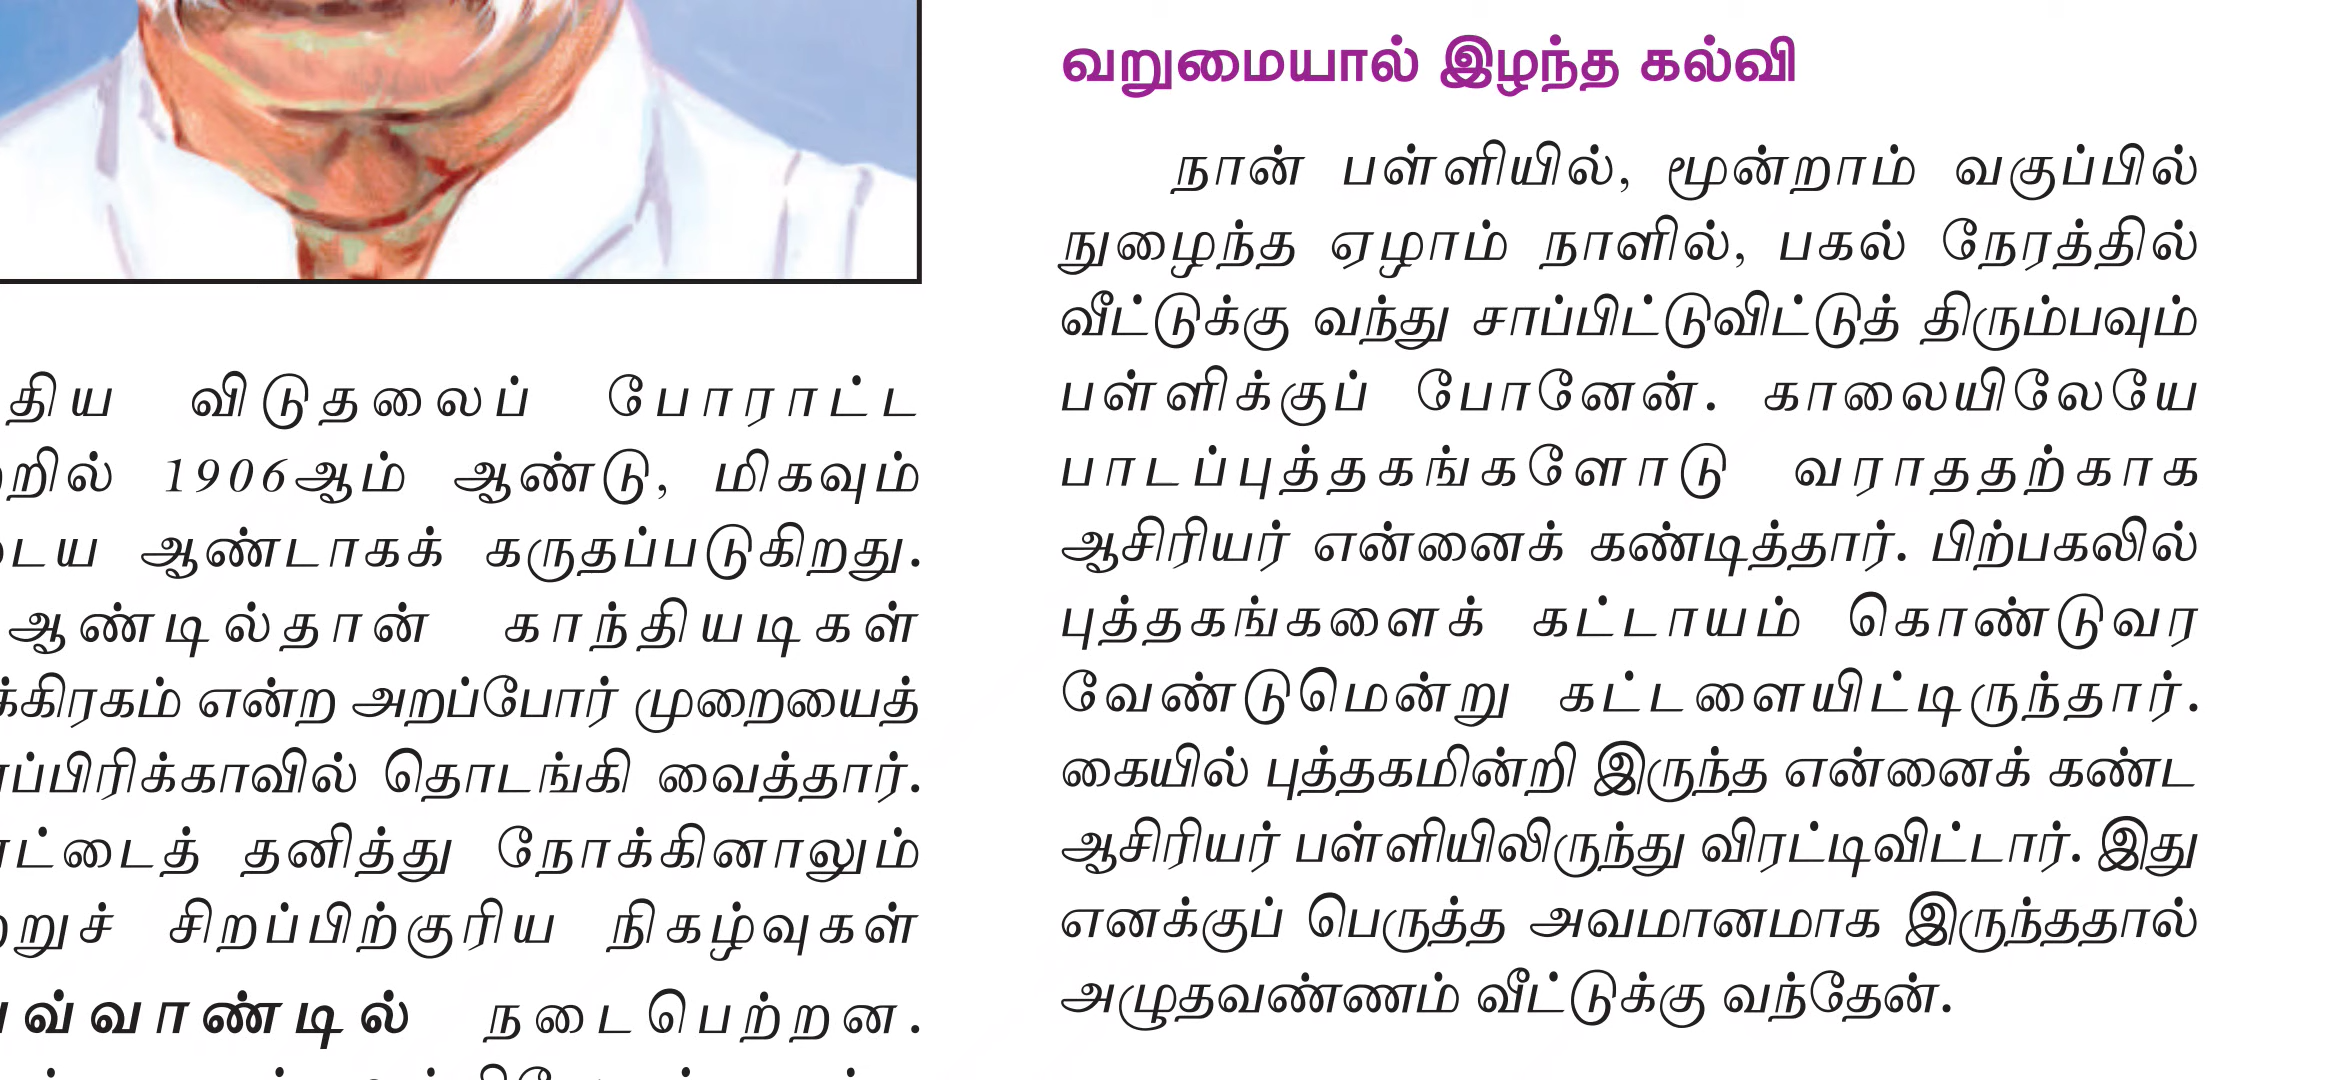 விடுதலைப் போராட்ட
1906ஆம் ஆண்டு, மிகவும்
ஆண்டாகக் கருதப்படுகிறது.
ஆண்டில்தான் காந்தியடிகள்
என்ற அறப்போர் முறையைத்
தொடங்கி வைத்தார்.
தனித்து நோக்கினாலும்
சிறப்பிற்குரிய நிகழ்வுகள்
நடைபெற்றன.
வறுமையால் இழந்த கல்வி
நான் பள்ளியில், மூன்றாம் வகுப்பில்
நுழைந்த ஏழாம் நாளில், பகல் நேரத்தில்
வீட்டுக்கு வந்து சாப்பிட்டுவிட்டுத் திரும்பவும்
பள்ளிக்குப் போனேன். காலையிலேயே
பாடப்புத்தகங்களோடு வராததற்காக
ஆசிரியர் என்னைக் கண்டித்தார். பிற்பகலில்
புத்தகங்களைக் கட்டாயம் கொண்டுவர
வேண்டுமென்று கட்டளையிட்டிருந்தார்.
கையில் புத்தகமின்றி இருந்த என்னைக் கண்ட
ஆசிரியர் பள்ளியிலிருந்து விரட்டிவிட்டார். இது
எனக்குப் பெருத்த அவமானமாக இருந்ததால்
அழுதவண்ணம் வீட்டுக்கு வந்தேன்.